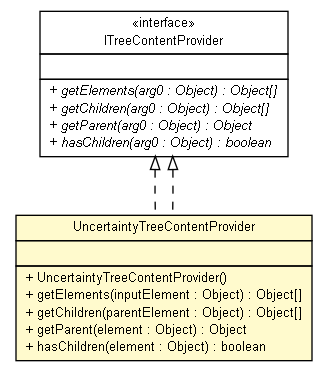 «interface»
ITreeContentProvider
+ getElements(arg0 : Object) : Object[]
+ getChildren(arg0 : Object) : Object[]
+ getParent(arg0 : Object) : Object
+ hasChildren(arg0 : Object) : boolean
UncertaintyTreeContentProvider
+ UncertaintyTreeContentProvider()
+ getElements(inputElement : Object) : Object[]
+ getChildren(parentElement : Object) : Object[]
+ getParent(element : Object) : Object
+ hasChildren(element : Object) : boolean